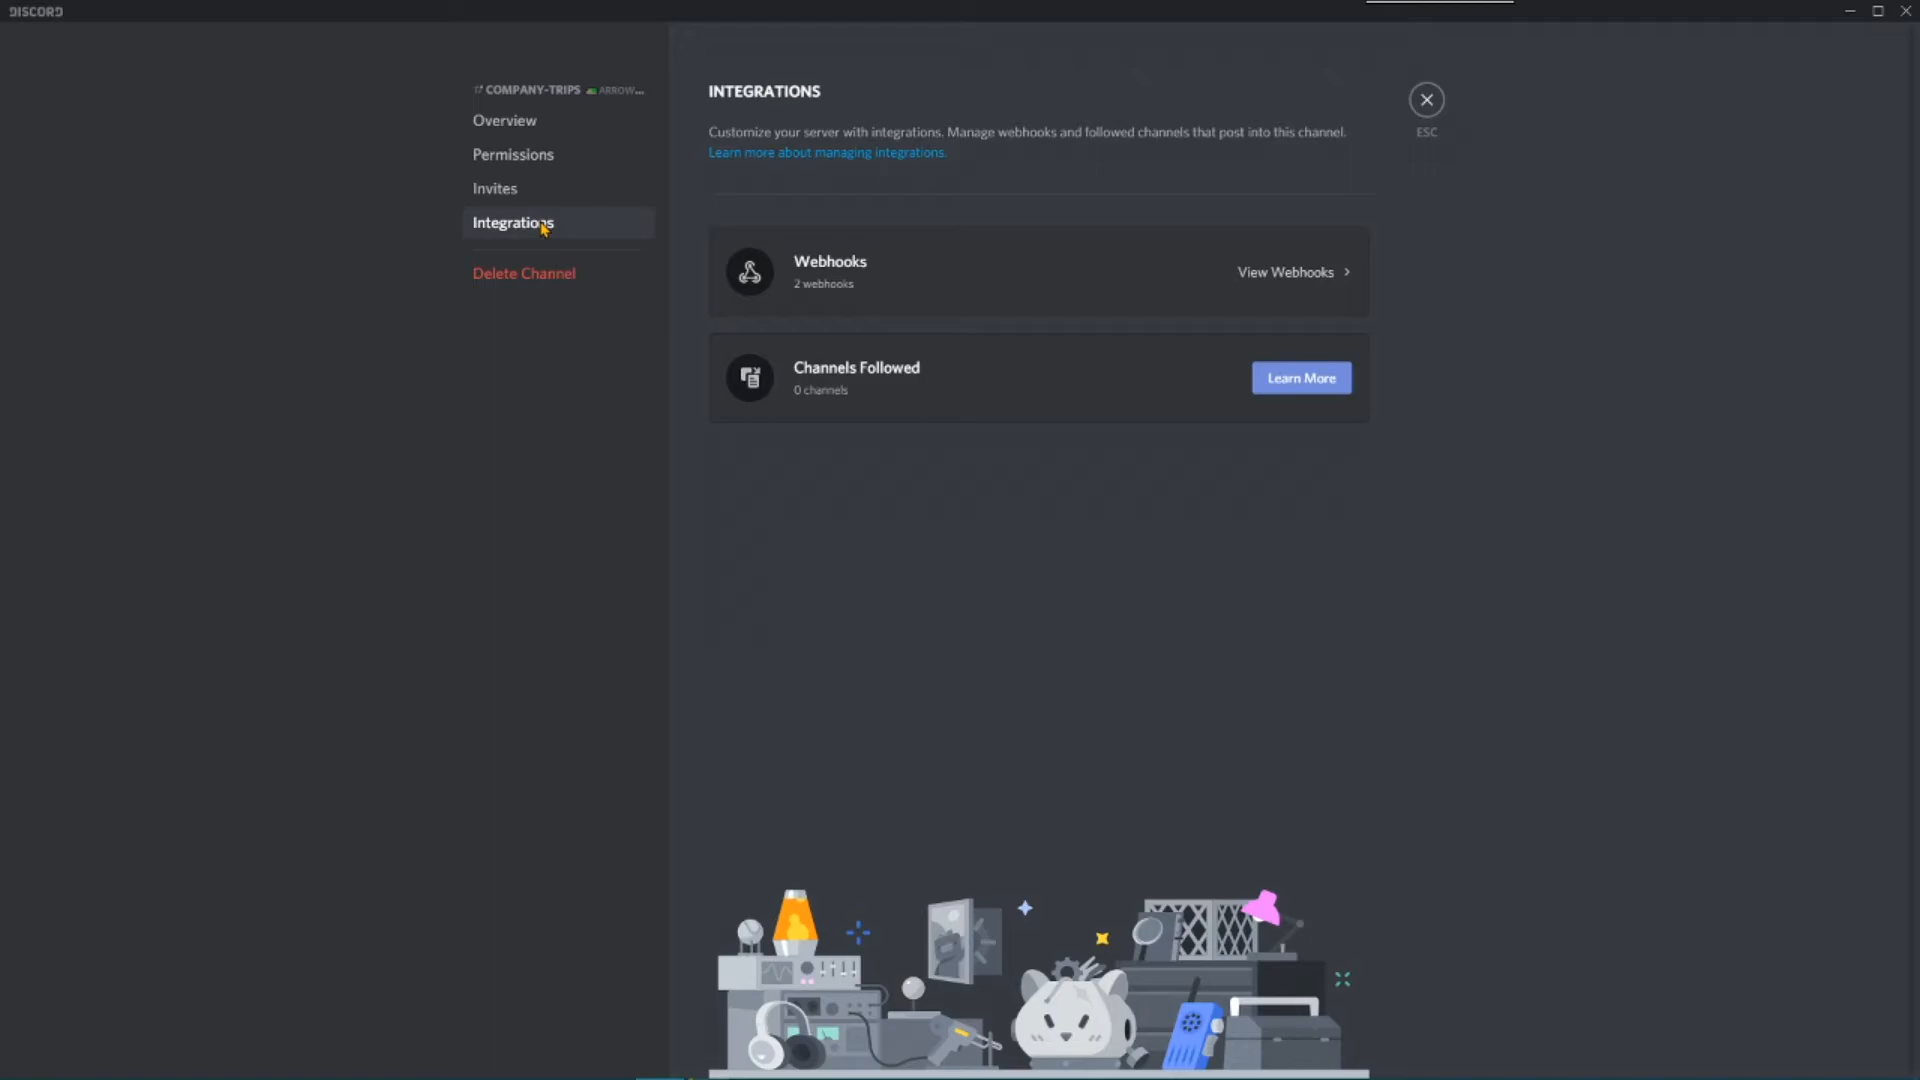 DISCORD
COMPANY-TRIPS ARROW...
Overview
Permissions
Invites
Integrations
Delete Channel
INTEGRATIONS
Customize your server with integrations. Manage webhooks and followed channels that post into this channel.
Learn more about managing integrations.
ESC
Webhooks
2 webhooks
View Webhooks
Channels Followed
0 channels
Learn More